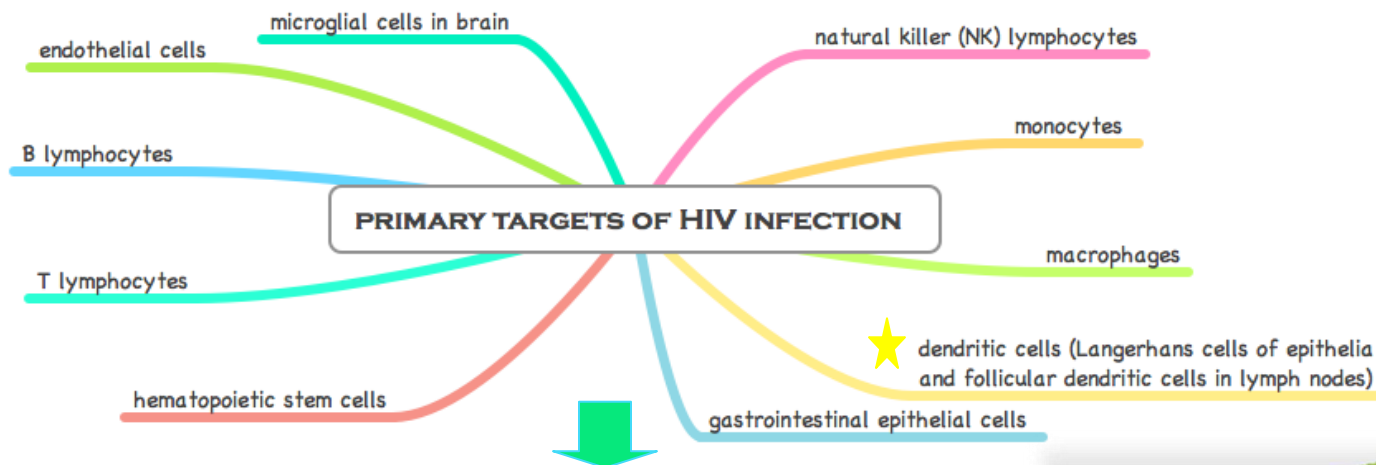 microglial cells in brain
natural killer (NK) lymphocytes
endothelial cells
monocytes
B lymphocytes
PRIMARY TARGETS OF HIV INFECTION
macrophages
T lymphocytes
dendritic cells (Langerhans cells of epithelia
and follicular dendritic cells in lymph nodes)
hematopoietic stem cells
gastrointestinal epithelial cells